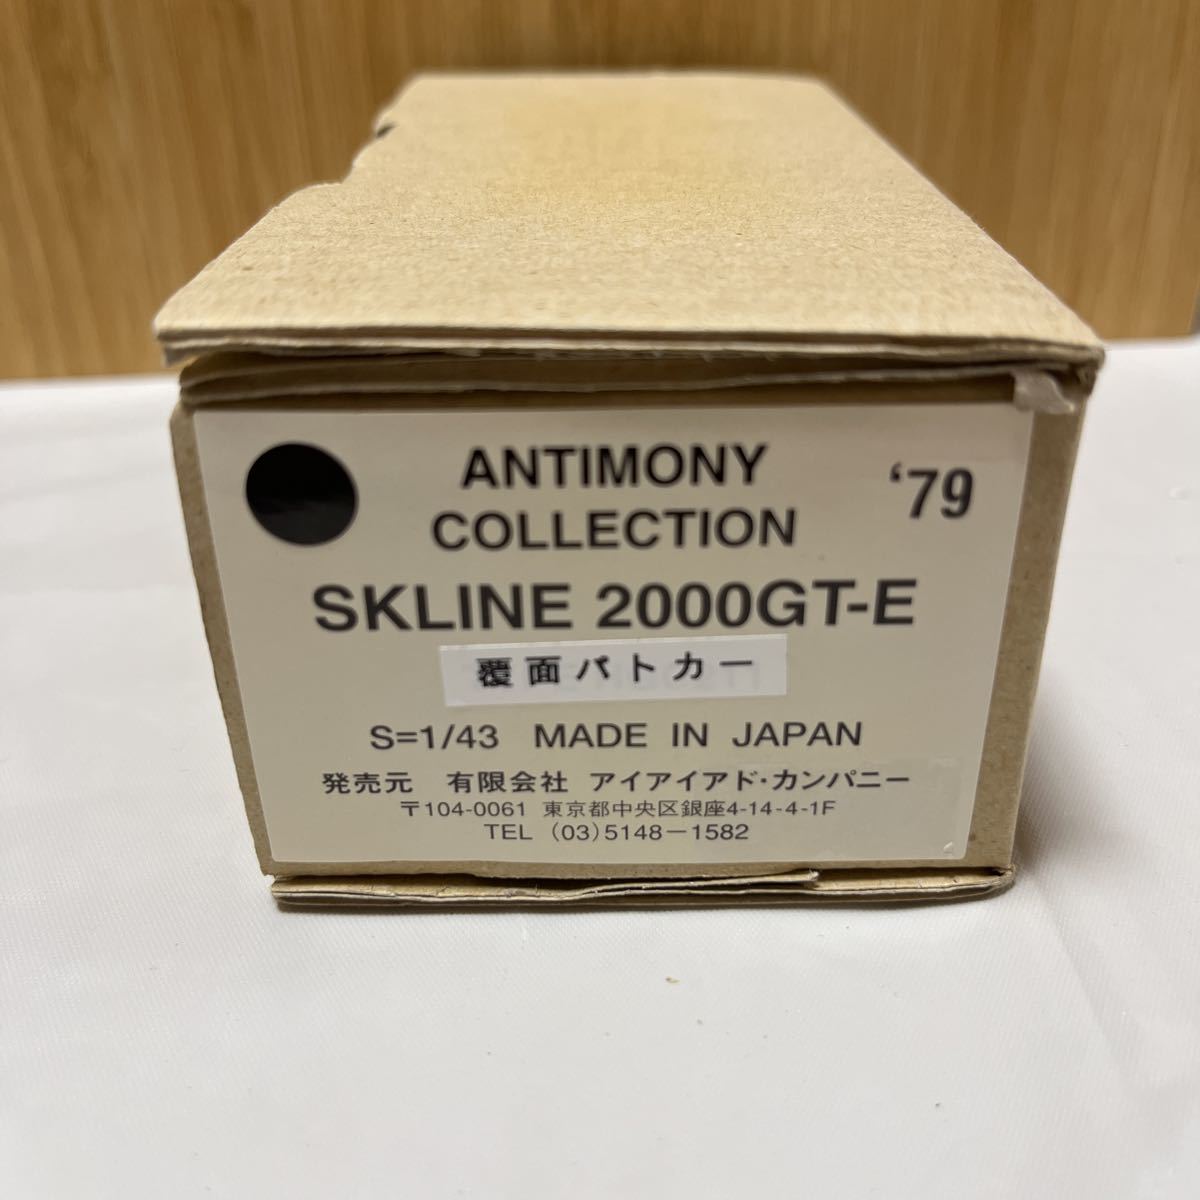 ANTIMONY
COLLECTION
'79
SKLINE 2000GT-E
覆面パトカー
S=1/43 MADE IN JAPAN
発売元 有限会社 アイアイアド・カンパニー
〒104-0061 東京都中央区銀座4-14-4-1F
TEL (03)5148-1582